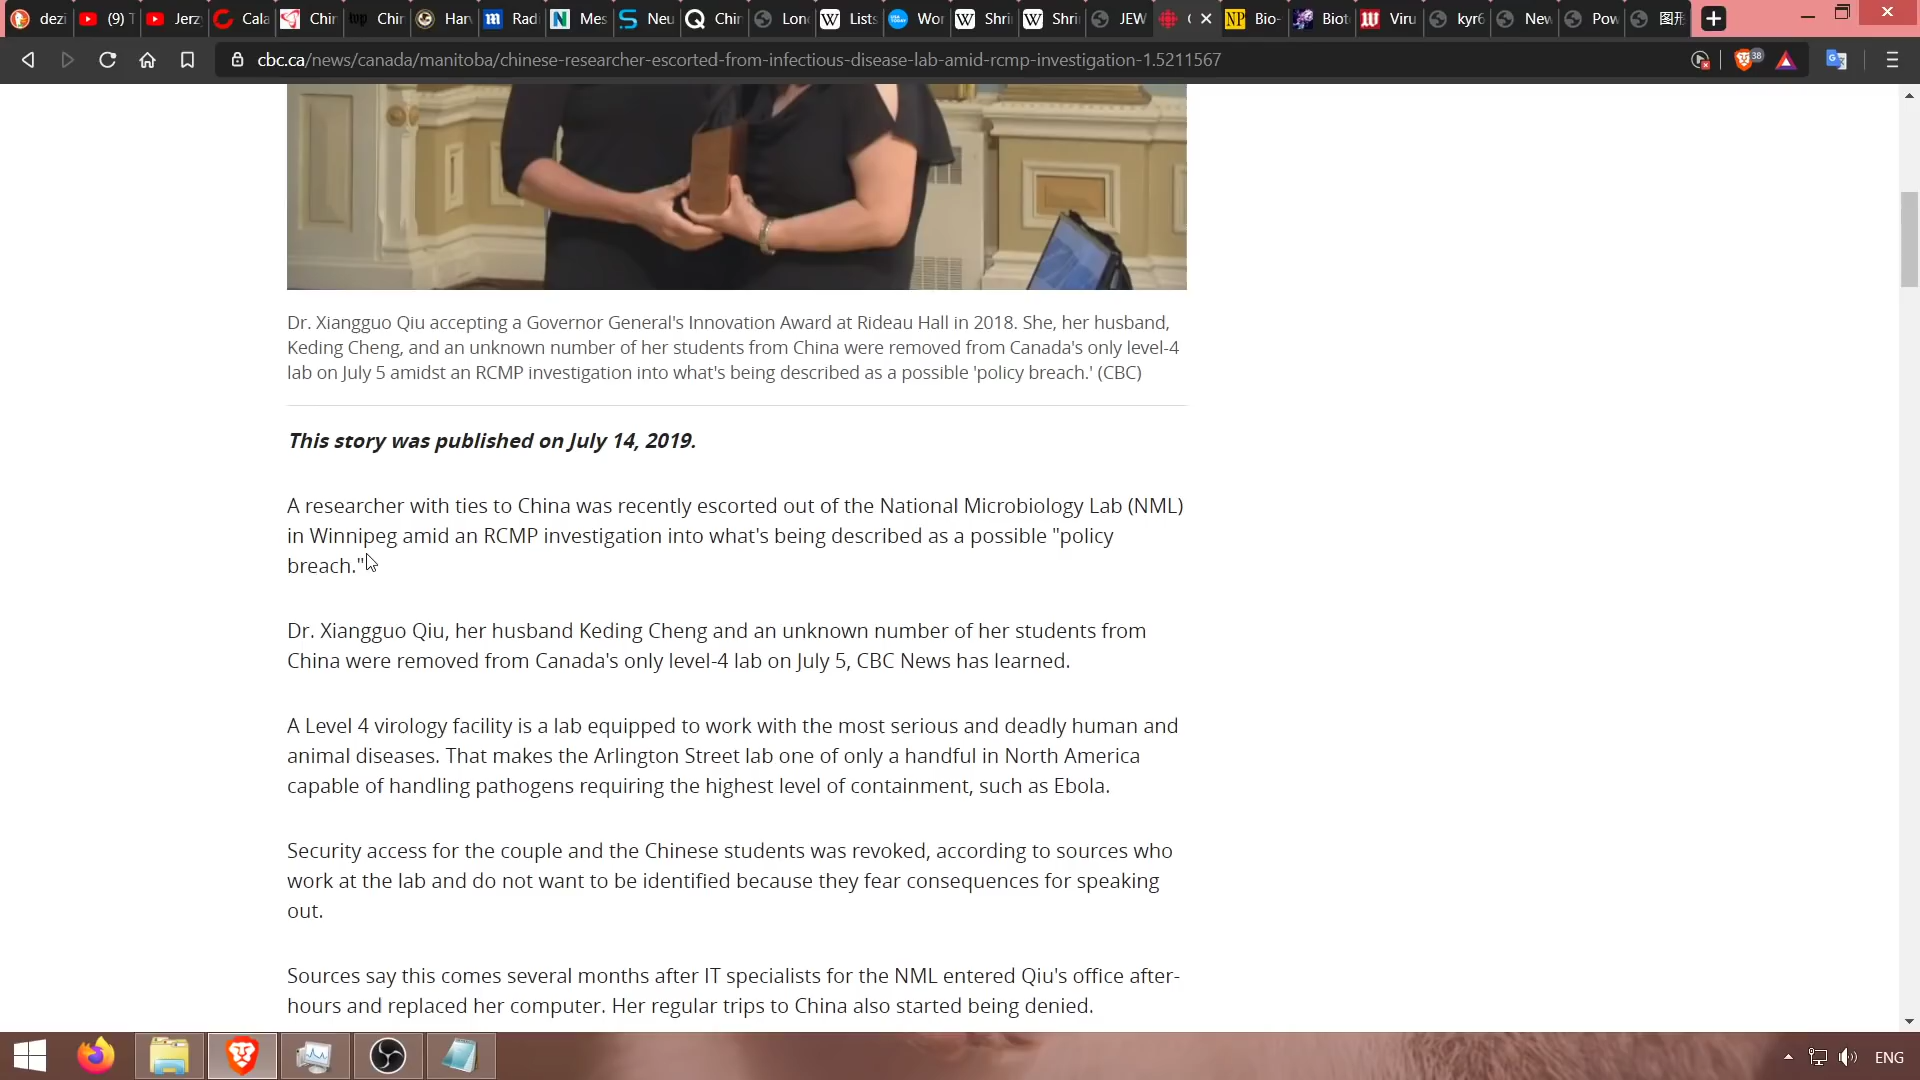 dezi
(9) T
Jerzy
Cala
Chir
top
Chir
Har
Rad
Mes
Neu
Chir
Lon
Lists
Wor
Shri
Shri
JEW
NP
Bio-
Biot
Viru
kyr6
New
Pow
图形
cbc.ca/news/canada/manitoba/chinese-researcher-escorted-from-infectious-disease-lab-amid-rcmp-investigation-1.5211567
38
Dr. Xiangguo Qiu accepting a Governor General's Innovation Award at Rideau Hall in 2018. She, her husband,
Keding Cheng, and an unknown number of her students from China were removed from Canada's only level-4
lab on July 5 amidst an RCMP investigation into what's being described as a possible 'policy breach.' (CBC)
This story was published on July 14, 2019.
A researcher with ties to China was recently escorted out of the National Microbiology Lab (NML)
in Winnipeg amid an RCMP investigation into what's being described as a possible "policy
breach."
Dr. Xiangguo Qiu, her husband Keding Cheng and an unknown number of her students from
China were removed from Canada's only level-4 lab on July 5, CBC News has learned.
A Level 4 virology facility is a lab equipped to work with the most serious and deadly human and
animal diseases. That makes the Arlington Street lab one of only a handful in North America
capable of handling pathogens requiring the highest level of containment, such as Ebola.
Security access for the couple and the Chinese students was revoked, according to sources who
work at the lab and do not want to be identified because they fear consequences for speaking
out.
Sources say this comes several months after IT specialists for the NML entered Qiu's office after-
hours and replaced her computer. Her regular trips to China also started being denied.
ENG